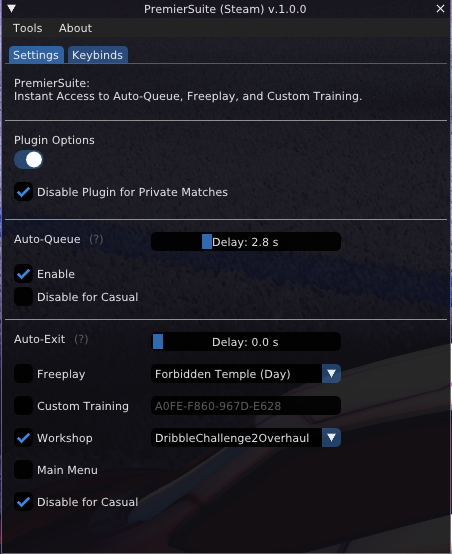 PremierSuite (Steam) v.1.0.0
Tools About
Settings Keybinds
PremierSuite:
Instant Access to Auto-Queue, Freeplay, and Custom Training.
Plugin Options
Disable Plugin for Private Matches
Auto-Queue (?) Delay: 2.8 s
Enable
Disable for Casual
Auto-Exit (?) Delay: 0.0 s
Freeplay Forbidden Temple (Day)
Custom Training A0FE-F860-967D-E628
Workshop DribbleChallenge2Overhaul
Main Menu
Disable for Casual